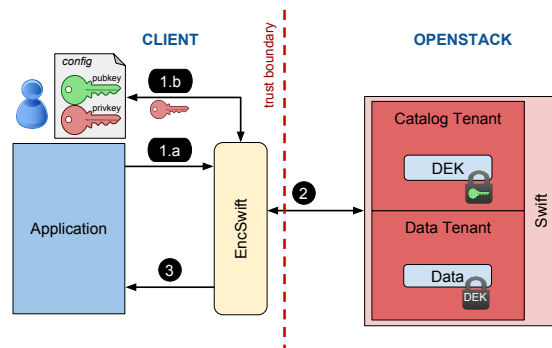 CLIENT
OPENSTACK
config
pubkey
privkey
1.b
trust boundary
1.a
Application
EncSwift
2
3
Catalog Tenant
DEK
Data Tenant
Data
DEK
Swift